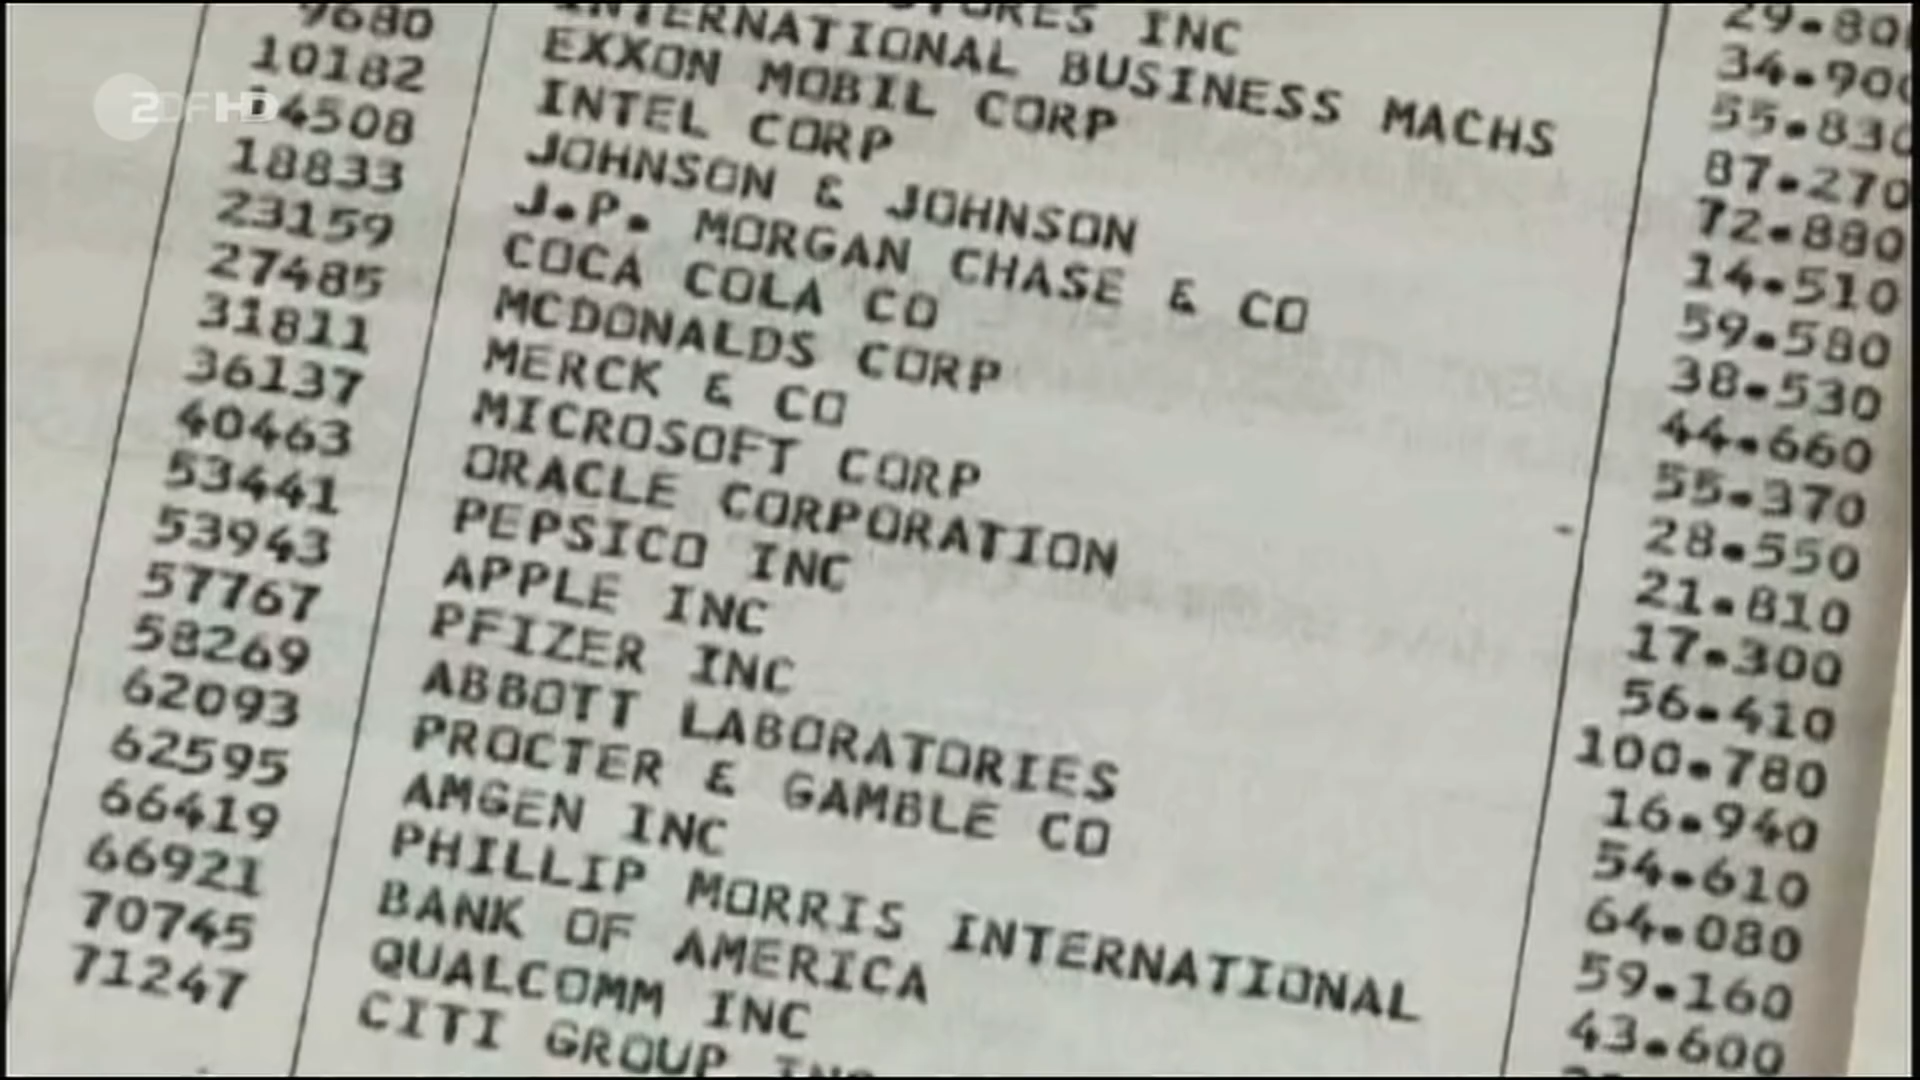 29.80
34.900
STORES INC 55.830
INTERNATIONAL BUSINESS MACHS 87.270
9680 EXXON MOBIL CORP 72.880
10182 INTEL CORP 14.510
14508 JOHNSON & JOHNSON 59.580
18833 J.P. MORGAN CHASE & CO 38.530
23159 COCA COLA CO 44.660
27485 MCDONALDS CORP 55.370
31811 MERCK & CO 28.550
36137 MICROSOFT CORP 21.810
40463 ORACLE CORPORATION 17.300
53441 PEPSICO INC 56.410
53943 APPLE INC 100.780
57767 PFIZER INC 16.940
58269 ABBOTT LABORATORIES 54.610
62093 PROCTER & GAMBLE CO 64.080
62595 AMGEN INC 59.160
66419 PHILLIP MORRIS INTERNATIONAL 43.600
66921 BANK OF AMERICA
70745 QUALCOMM INC
71247 CITI GROUP INC
ZDFHD